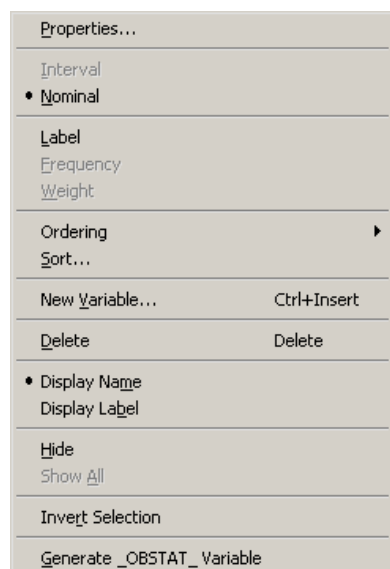 Properties...
Interval
• Nominal
Label
Frequency
Weight
Ordering
Sort...
New Variable... Ctrl+Insert
Delete Delete
• Display Name
Display Label
Hide
Show All
Invert Selection
Generate _OBSTAT_ Variable